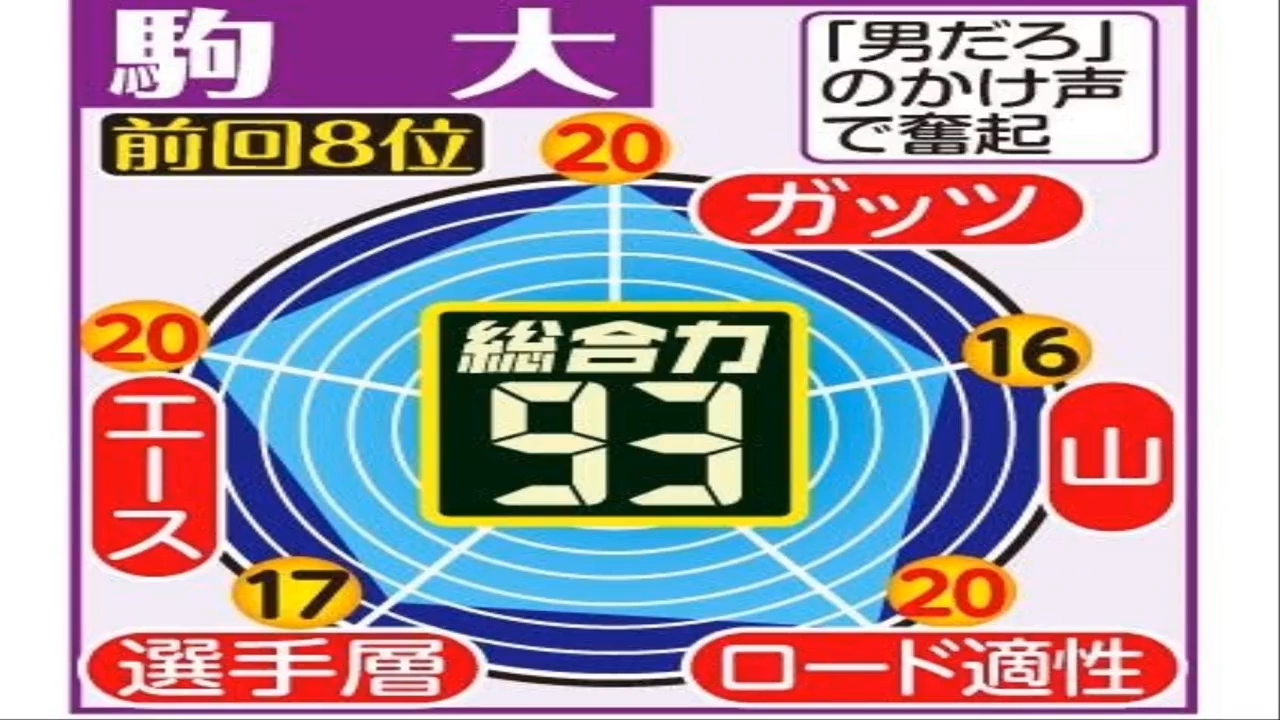 駒大
「男だろ」
のかけ声
で奮起
前回8位
20
ガッツ
20
16
総合力
93
エース
山
17
20
選手層
ロード適性